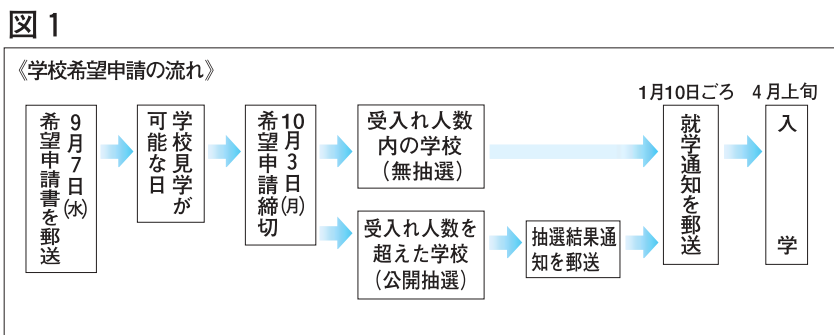 図1
《学校希望申請の流れ》
9月7日(水)
希望申請書を郵送
学校見学が
可能な日
10月3日(月)
希望申請締切
受入れ人数
内の学校
(無抽選)
受入れ人数を
超えた学校
(公開抽選)
抽選結果通
知を郵送
1月10日ごろ
就学通知を郵送
4月上旬
入学